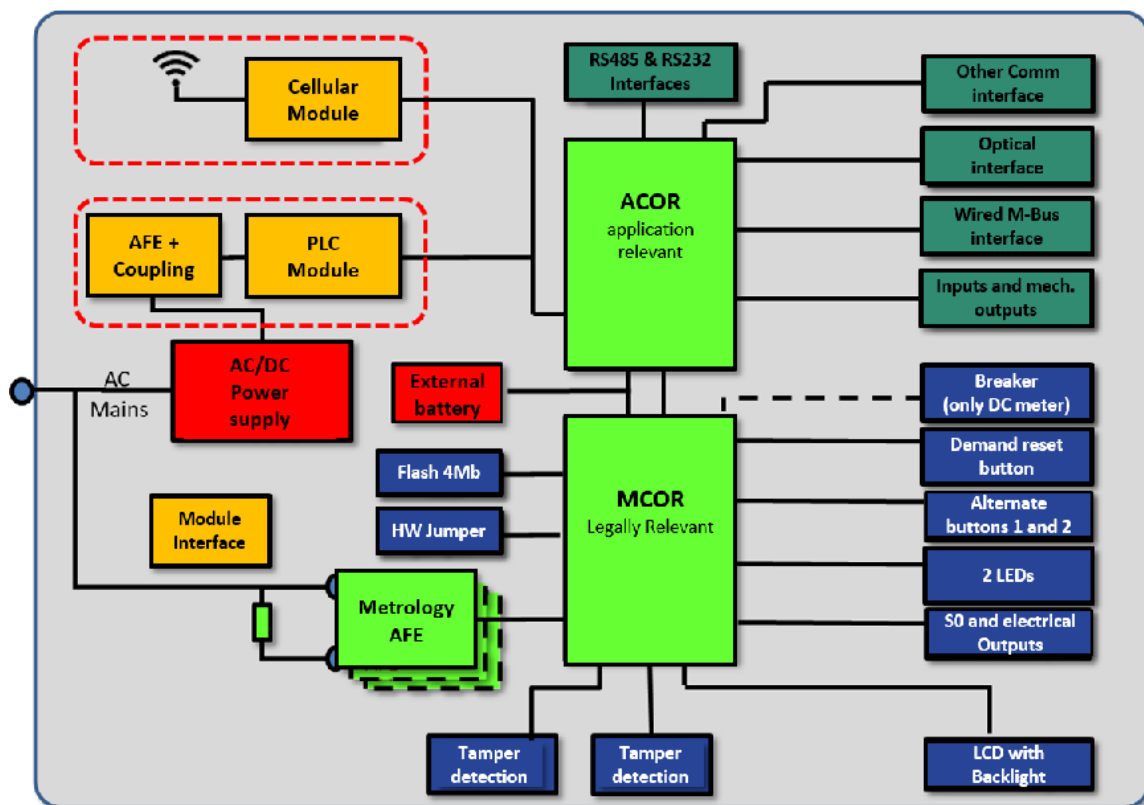 Cellular
Module
RS485 & RS232
Interfaces
Other Comm
interface
Optical
interface
ACOR
application
relevant
Wired M-Bus
interface
AFE +
Coupling
PLC
Module
Inputs and mech.
outputs
AC
Mains
AC/DC
Power
supply
External
battery
Breaker
(only DC meter)
Demand reset
button
Flash 4Mb
MCOR
Legally Relevant
Alternate
buttons 1 and 2
HW Jumper
Module
Interface
2 LEDs
Metrology
AFE
S0 and electrical
Outputs
Tamper
detection
Tamper
detection
LCD with
Backlight